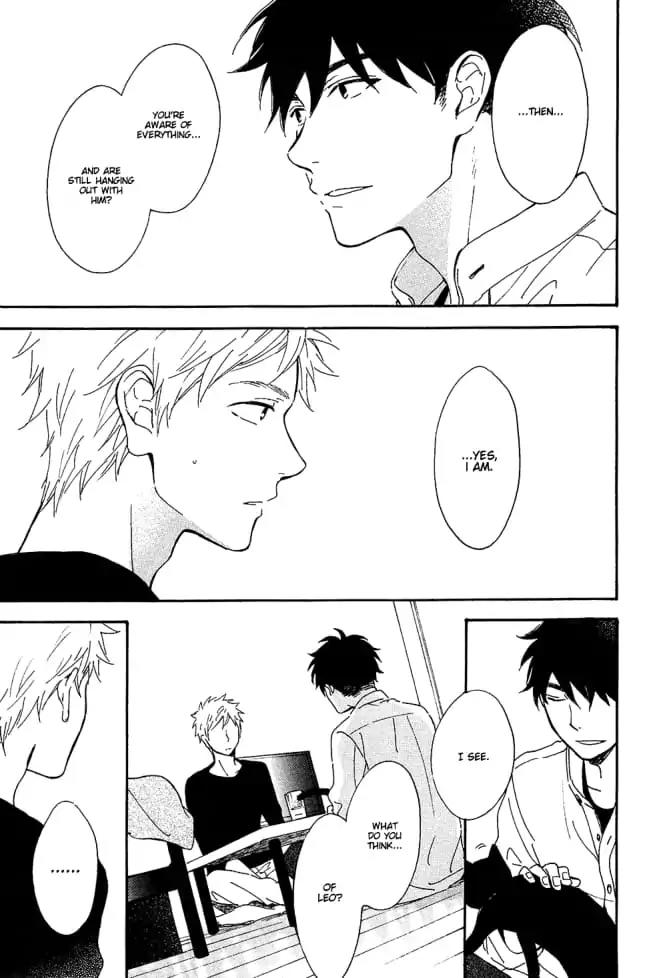 ...THEN...
YOU'RE
AWARE OF
EVERYTHING...
AND ARE
STILL HANGING
OUT WITH
HIM?
...YES,
I AM.
I SEE.
WHAT
DO YOU
THINK...
OF
LEO?
......